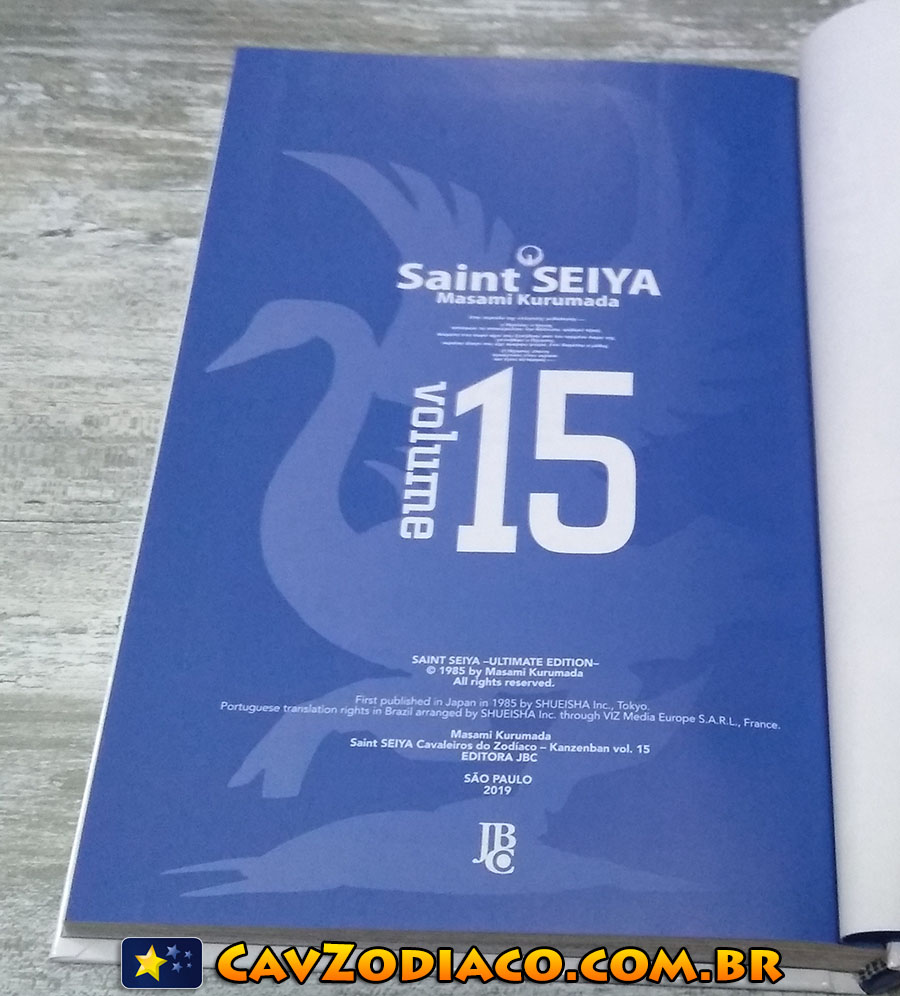 Saint SEIYA
Masami Kurumada
volume
15
SAINT SEIYA –ULTIMATE EDITION–
© 1985 by Masami Kurumada
All rights reserved.
First published in Japan in 1985 by SHUEISHA Inc., Tokyo.
Portuguese translation rights in Brazil arranged by SHUEISHA Inc. through VIZ Media Europe S.A.R.L., France.
Masami Kurumada
Saint SEIYA Cavaleiros do Zodíaco – Kanzenban vol. 15
EDITORA JBC
SÃO PAULO
2019
JBC
CavZodiaco.com.br